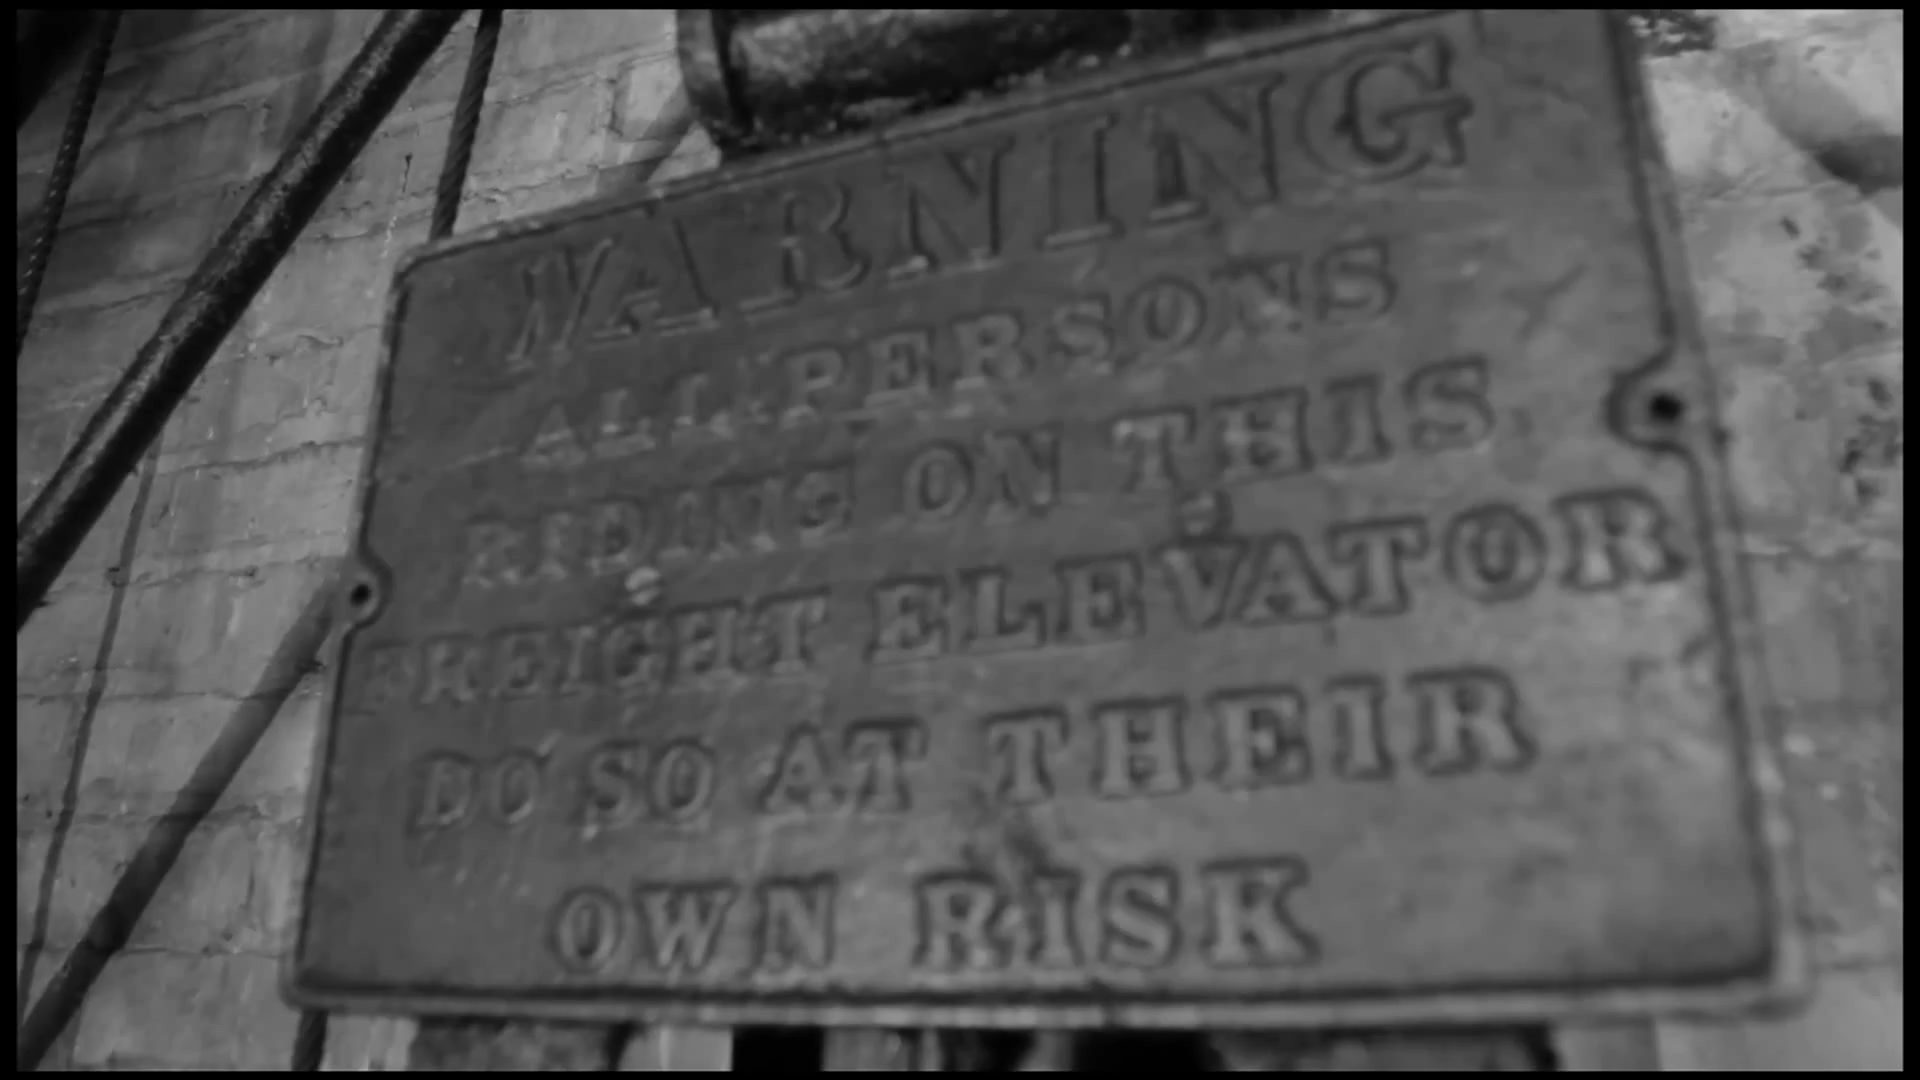 WARNING
ALL PERSONS
RIDING ON THIS
FREIGHT ELEVATOR
DO SO AT THEIR
OWN RISK